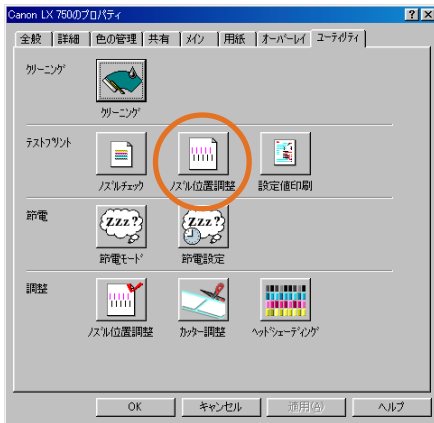 Canon LX 750のプロパティ
全般 詳細 色の管理 共有 メイン 用紙 オーバーレイ ユーティリティ
クリーニング
クリーニング
テストプリント
ノズルチェック ノズル位置調整 設定値印刷
節電
Zzz? Zzz?
節電モード 節電設定
調整
ノズル位置調整 カッター調整 ヘッドシェーディング
OK キャンセル 適用(A) ヘルプ